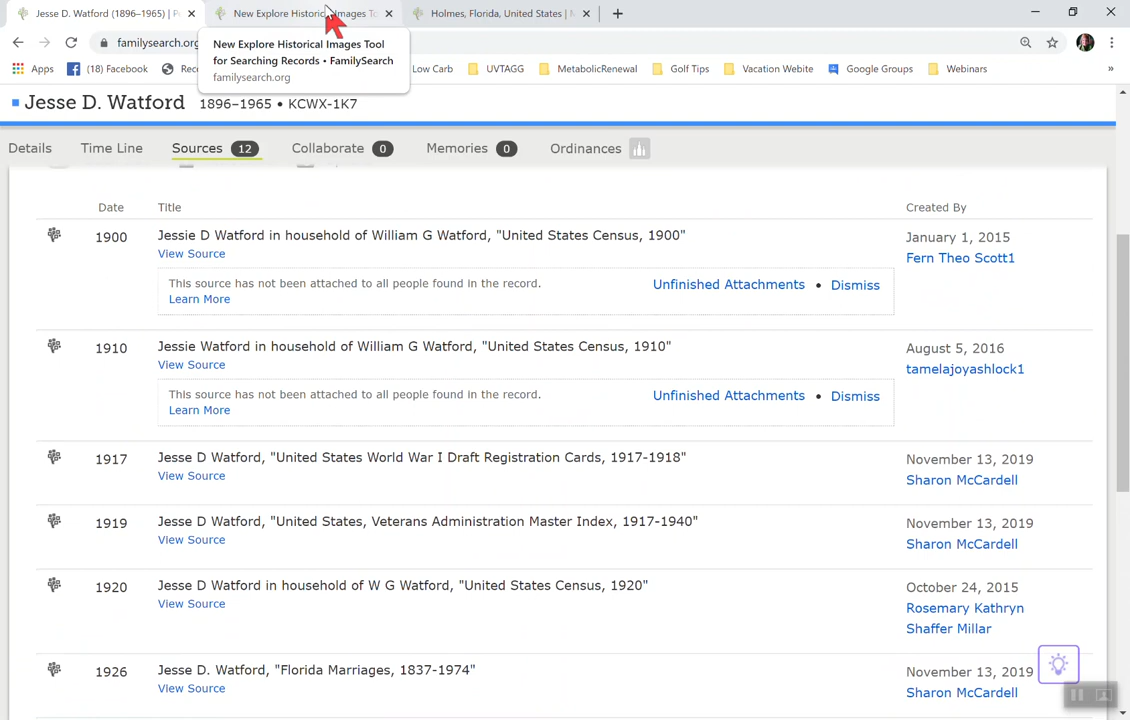 Jesse D. Watford (1896–1965) | P
New Explore Historical Images To
Holmes, Florida, United States | M
familysearch.org
New Explore Historical Images Tool
for Searching Records • FamilySearch
familysearch.org
Apps
(18) Facebook
Rec
Low Carb
UVTAGG
MetabolicRenewal
Golf Tips
Vacation Webite
Google Groups
Webinars
»
Jesse D. Watford 1896–1965 • KCWX-1K7
Details
Time Line
Sources 12
Collaborate 0
Memories 0
Ordinances
Date
Title
Created By
1900
Jessie D Watford in household of William G Watford, "United States Census, 1900"
View Source
January 1, 2015
Fern Theo Scott1
This source has not been attached to all people found in the record.
Learn More
Unfinished Attachments • Dismiss
1910
Jessie Watford in household of William G Watford, "United States Census, 1910"
View Source
August 5, 2016
tamelajoyashlock1
This source has not been attached to all people found in the record.
Learn More
Unfinished Attachments • Dismiss
1917
Jesse D Watford, "United States World War I Draft Registration Cards, 1917-1918"
View Source
November 13, 2019
Sharon McCardell
1919
Jesse D Watford, "United States, Veterans Administration Master Index, 1917-1940"
View Source
November 13, 2019
Sharon McCardell
1920
Jesse D Watford in household of W G Watford, "United States Census, 1920"
View Source
October 24, 2015
Rosemary Kathryn
Shaffer Millar
1926
Jesse D. Watford, "Florida Marriages, 1837-1974"
View Source
November 13, 2019
Sharon McCardell